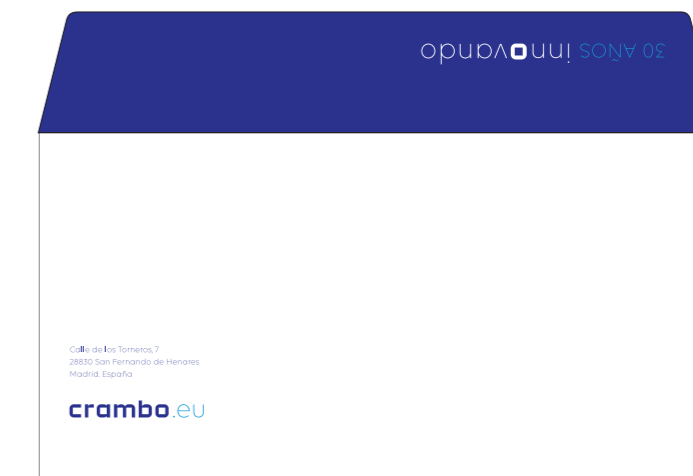 30 AÑOS innovando
Calle de los Torneros, 7
28830 San Fernando de Henares
Madrid. España
crambo.eu